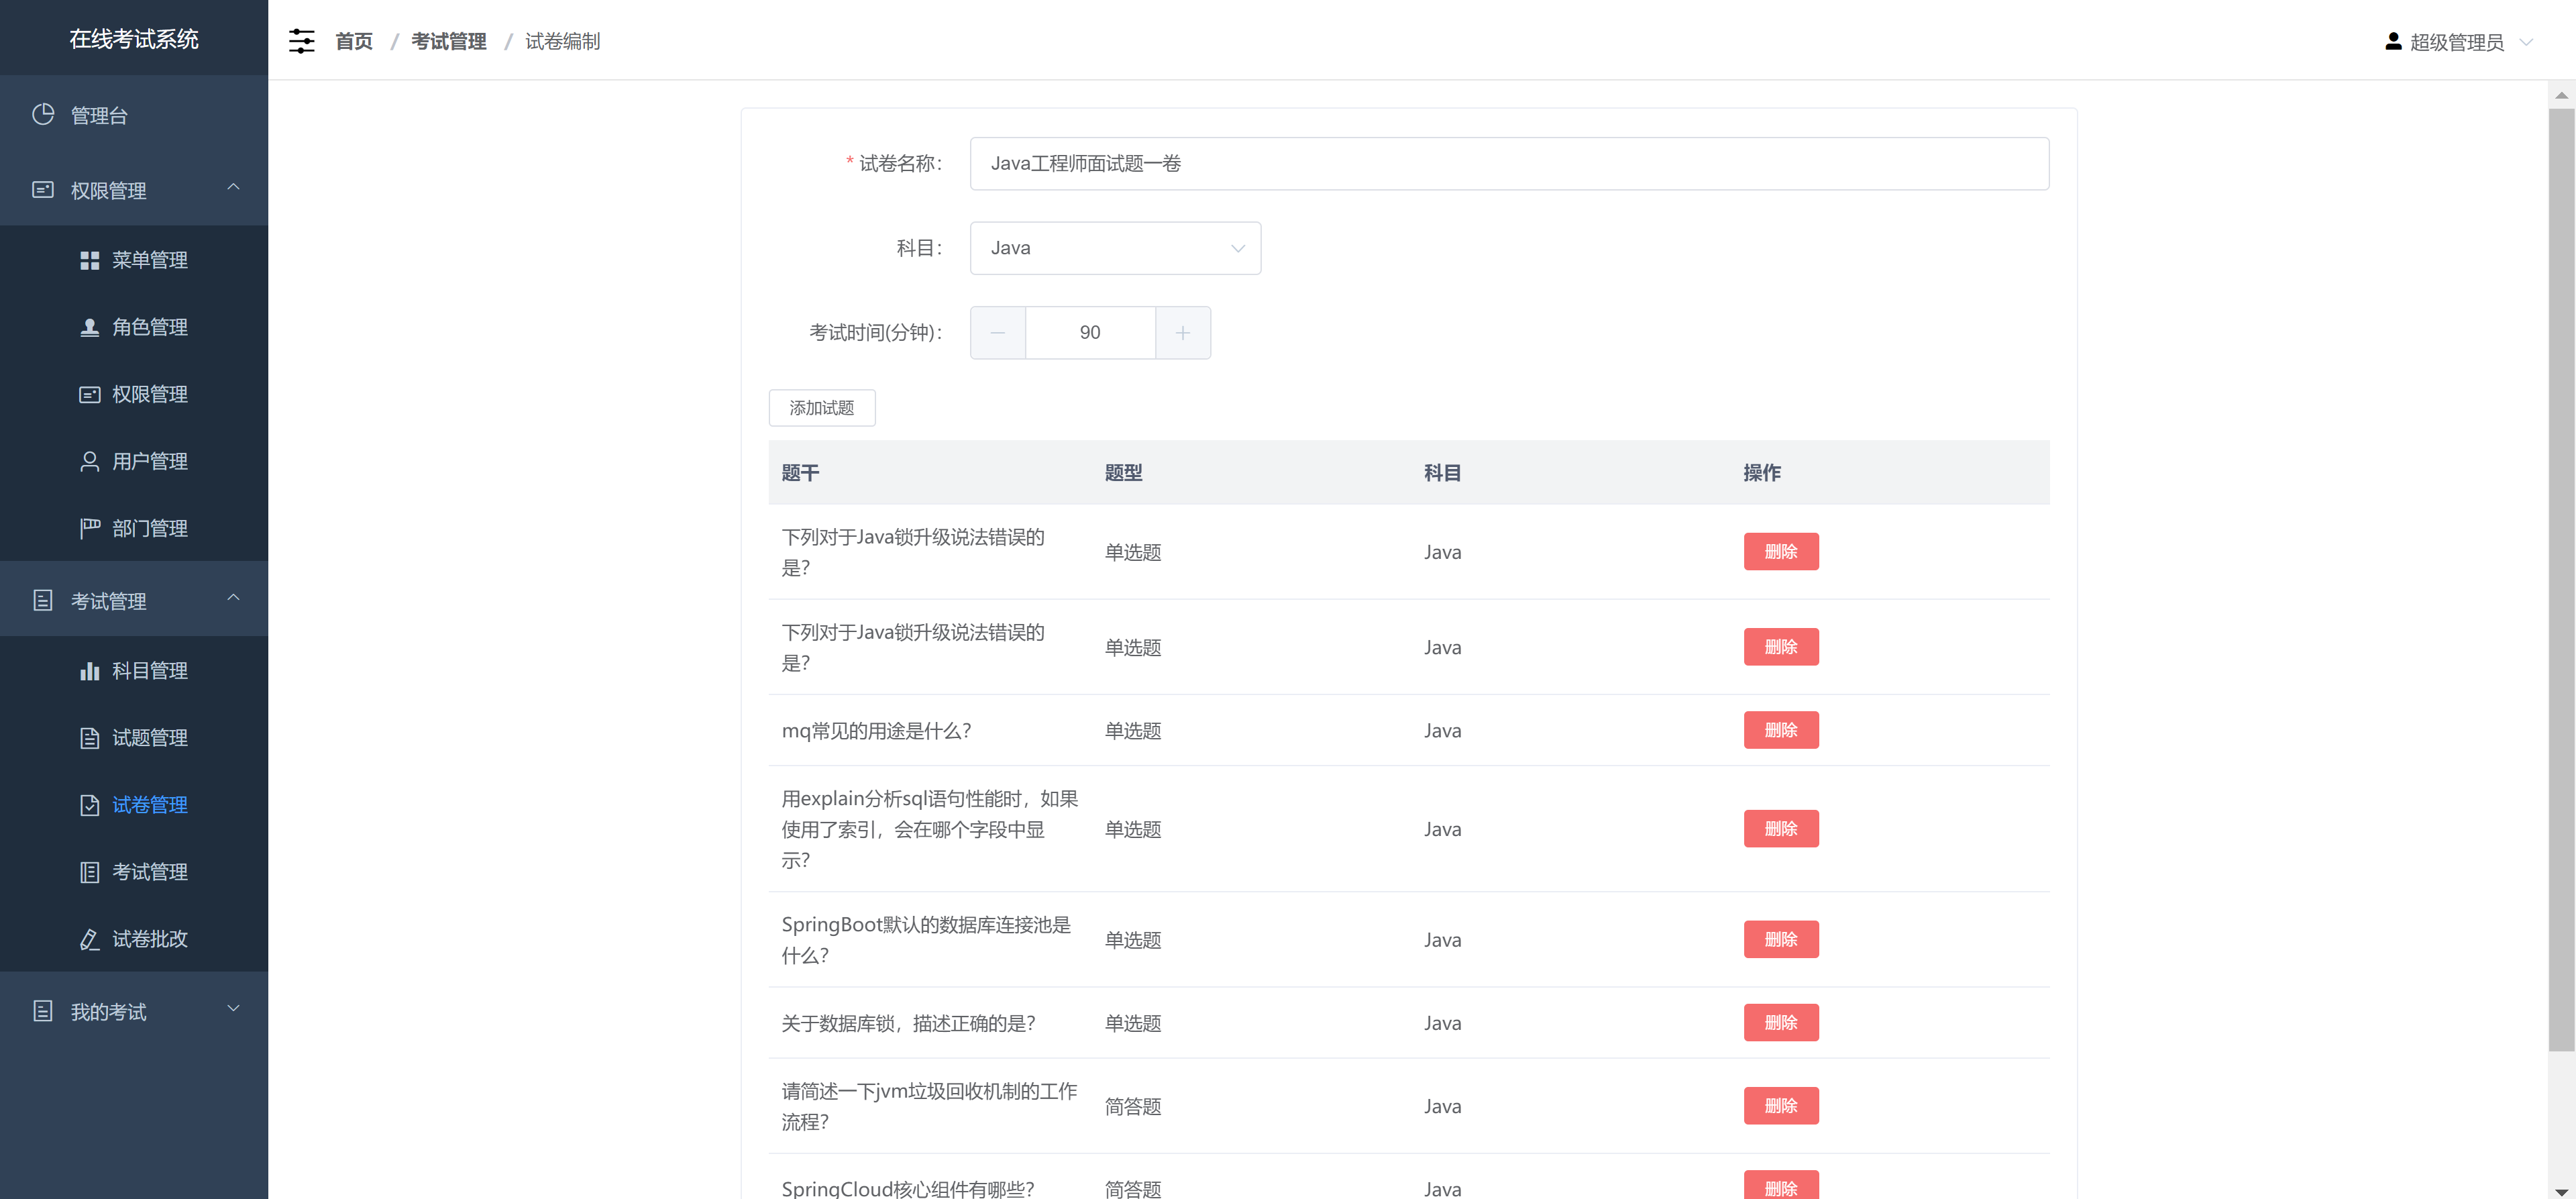 在线考试系统
首页 / 考试管理 / 试卷编制
超级管理员
管理台
权限管理
菜单管理
角色管理
权限管理
用户管理
部门管理
考试管理
科目管理
试题管理
试卷管理
考试管理
试卷批改
我的考试
* 试卷名称： Java工程师面试题一卷
科目： Java
考试时间(分钟)： 90
添加试题
题干 题型 科目 操作
下列对于Java锁升级说法错误的
是？
单选题 Java 删除
下列对于Java锁升级说法错误的
是？
单选题 Java 删除
mq常见的用途是什么？ 单选题 Java 删除
用explain分析sql语句性能时，如果
使用了索引，会在哪个字段中显
示？
单选题 Java 删除
SpringBoot默认的数据库连接池是
什么？
单选题 Java 删除
关于数据库锁，描述正确的是？ 单选题 Java 删除
请简述一下jvm垃圾回收机制的工作
流程？
简答题 Java 删除
SpringCloud核心组件有哪些？ 简答题 Java 删除